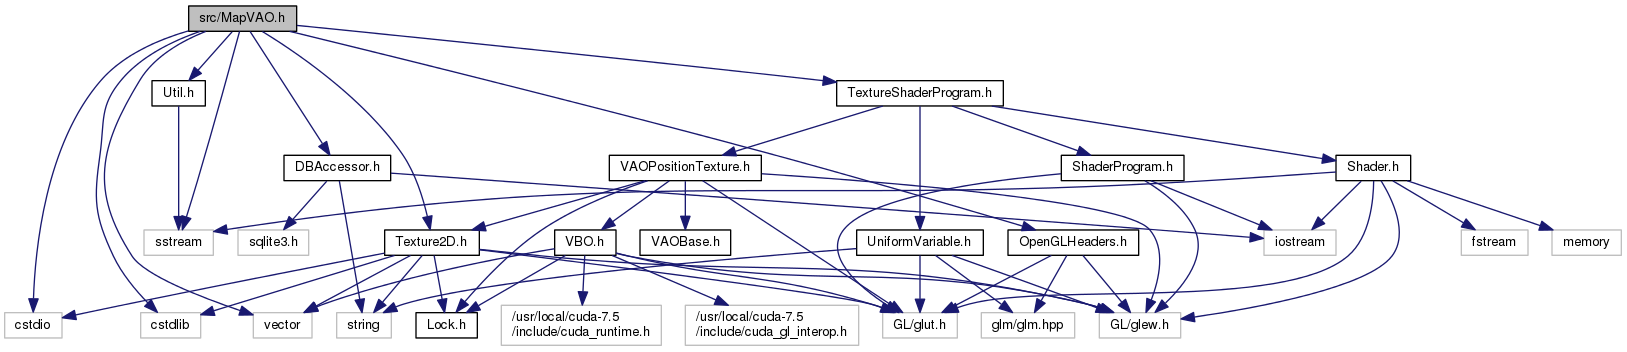 src/MapVAO.h
Util.h
TextureShaderProgram.h
DBAccessor.h
VAOPositionTexture.h
ShaderProgram.h
Shader.h
sstream
sqlite3.h
Texture2D.h
VBO.h
VAOBase.h
UniformVariable.h
OpenGLHeaders.h
iostream
fstream
memory
cstdio
cstdlib
vector
string
Lock.h
/usr/local/cuda-7.5
/include/cuda_runtime.h
/usr/local/cuda-7.5
/include/cuda_gl_interop.h
GL/glut.h
glm/glm.hpp
GL/glew.h